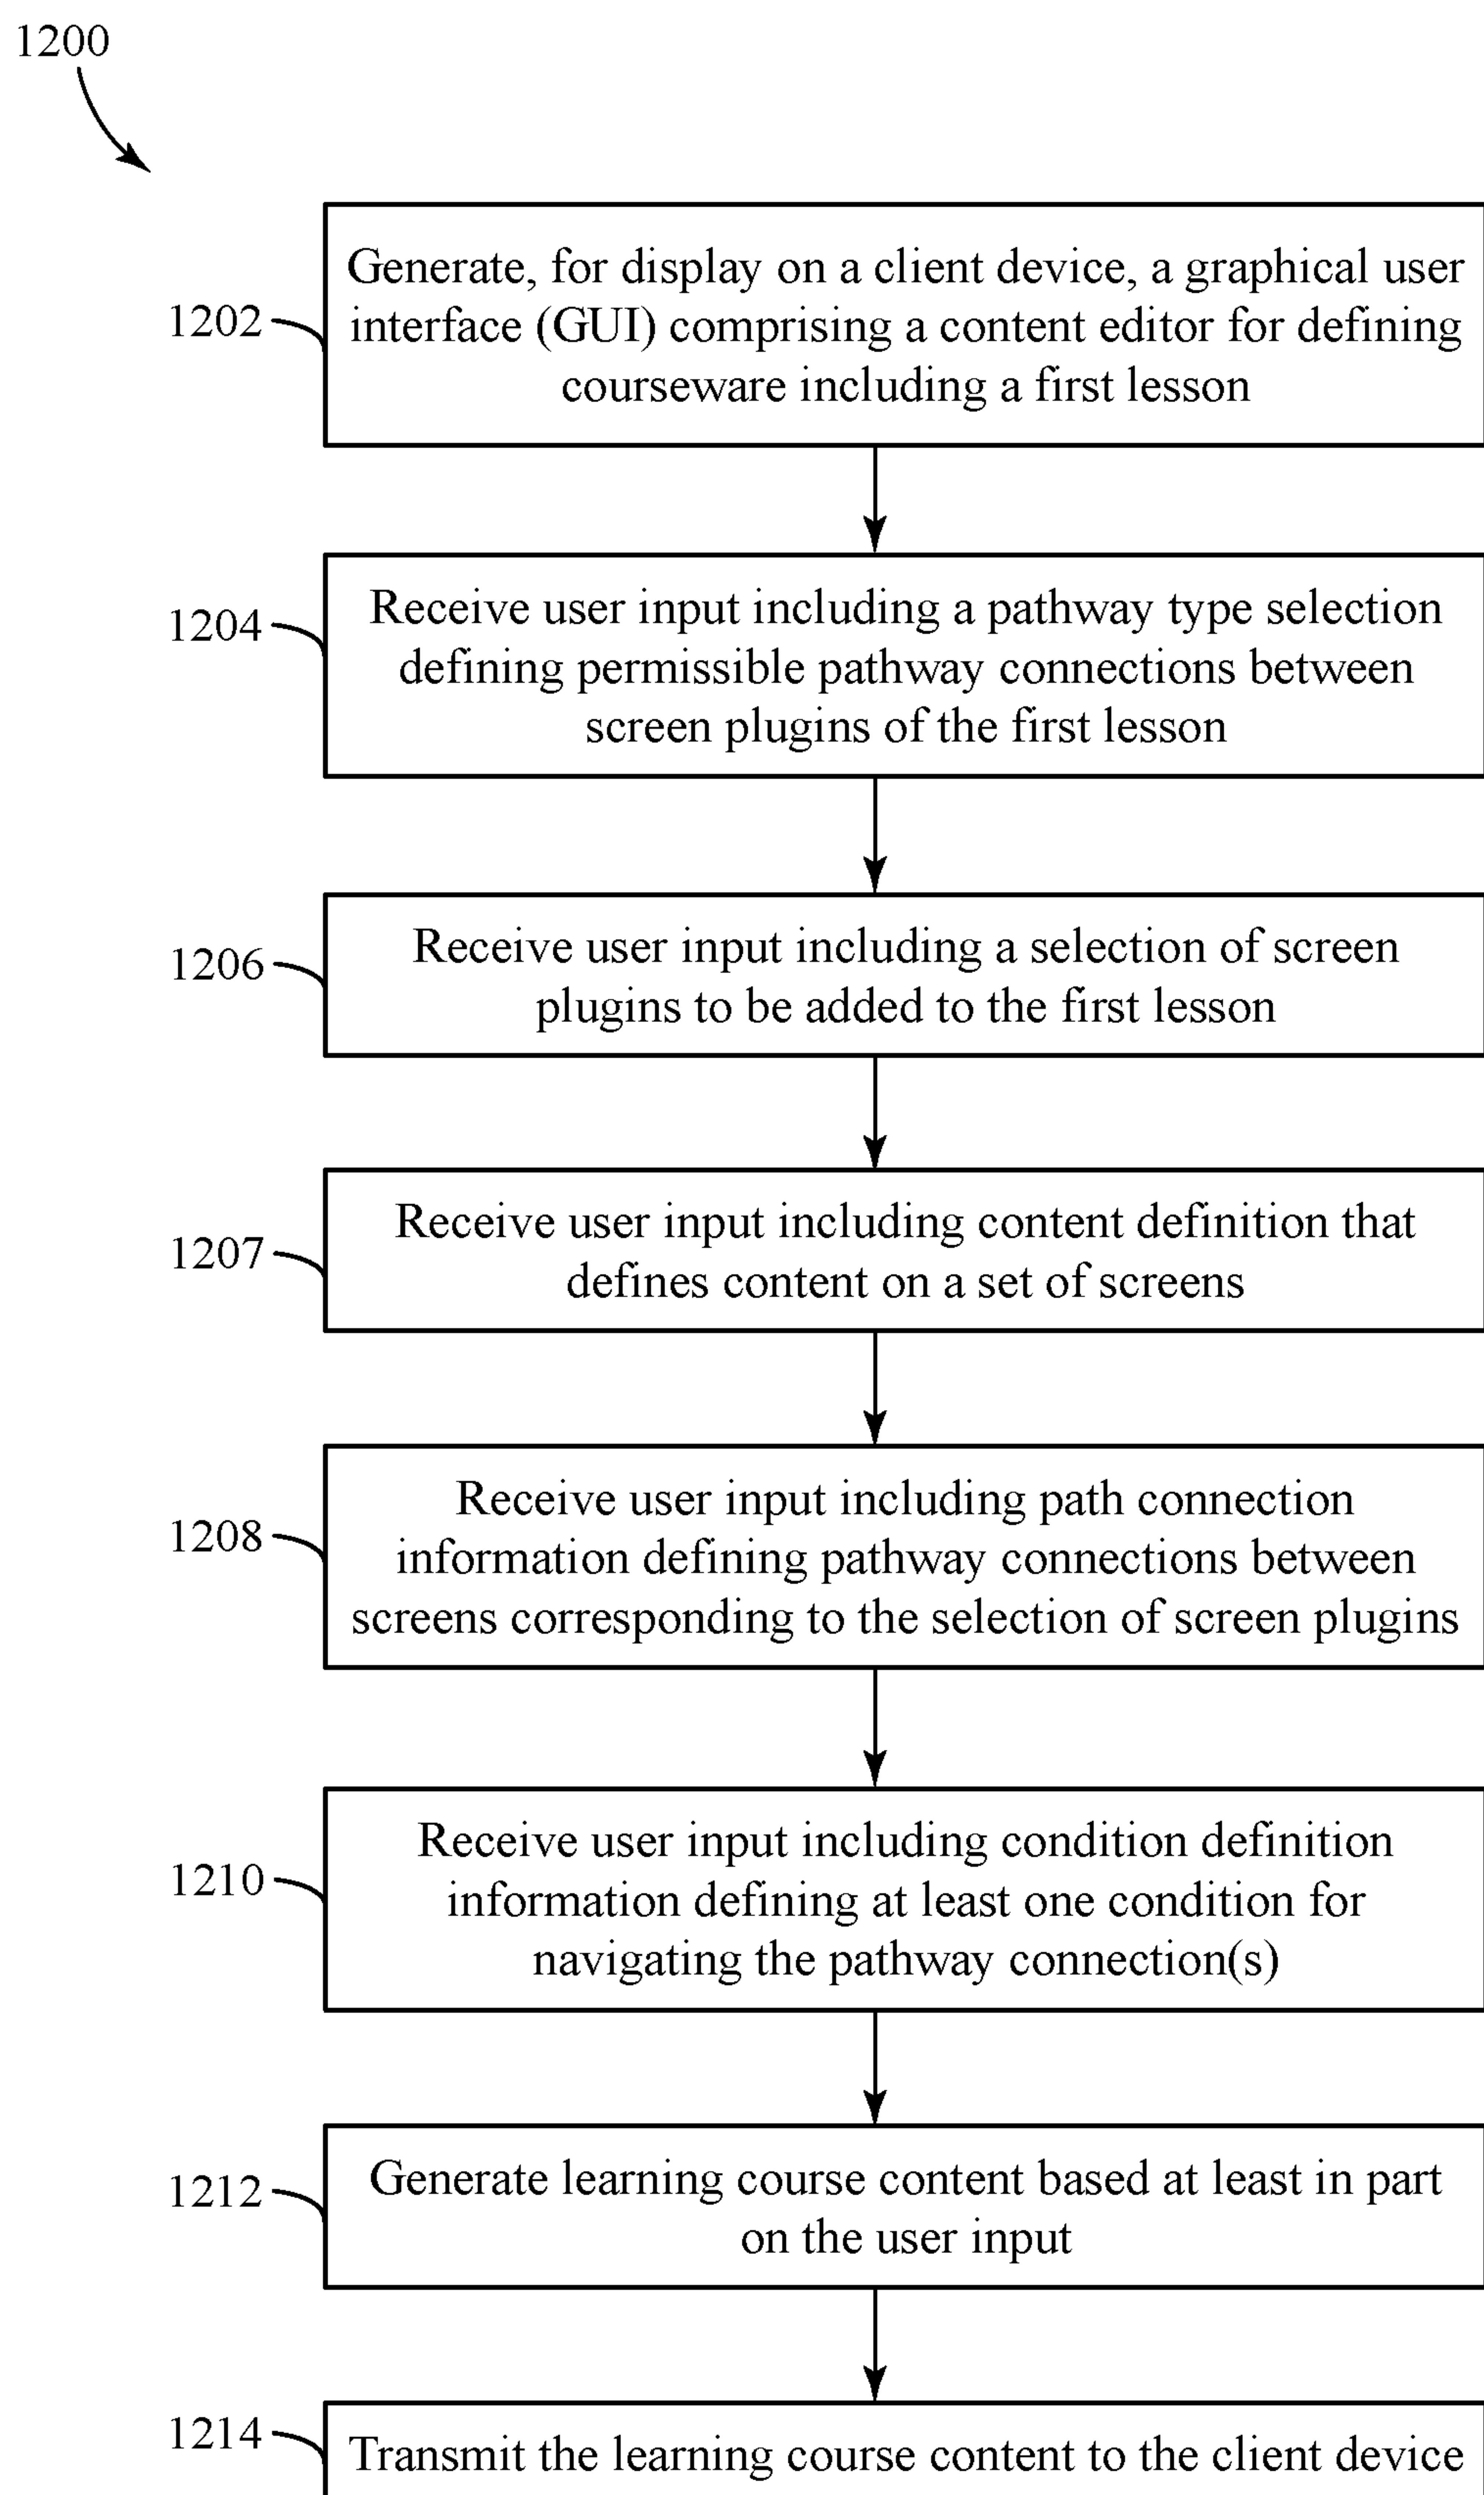 1200
Generate, for display on a client device, a graphical user
interface (GUI) comprising a content editor for defining
courseware including a first lesson
1202
Receive user input including a pathway type selection
defining permissible pathway connections between
screen plugins of the first lesson
1204
Receive user input including a selection of screen
plugins to be added to the first lesson
1206
Receive user input including content definition that
defines content on a set of screens
1207
Receive user input including path connection
information defining pathway connections between
screens corresponding to the selection of screen plugins
1208
Receive user input including condition definition
information defining at least one condition for
navigating the pathway connection(s)
1210
Generate learning course content based at least in part
on the user input
1212
Transmit the learning course content to the client device
1214